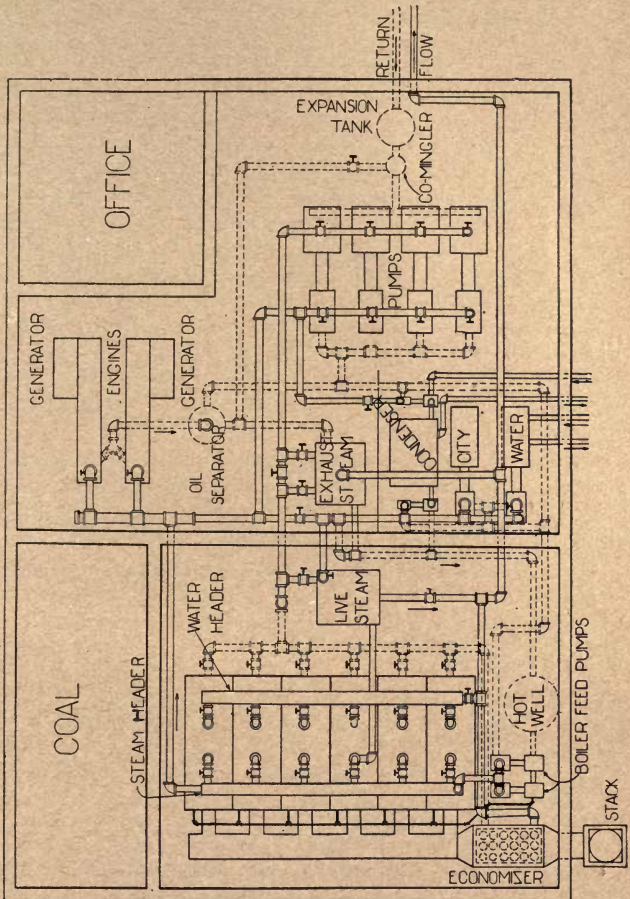 OFFICE
COAL
GENERATOR
ENGINES
GENERATOR
OIL
SEPARATOR
EXPANSION
TANK
RETURN
FLOW
CO-MINGLER
PUMPS
CONDENSER
CITY
WATER
EXHAUST
STEAM
LIVE
STEAM
WATER
HEADER
STEAM HEADER
HOT
WELL
BOILER FEED PUMPS
ECONOMIZER
STACK